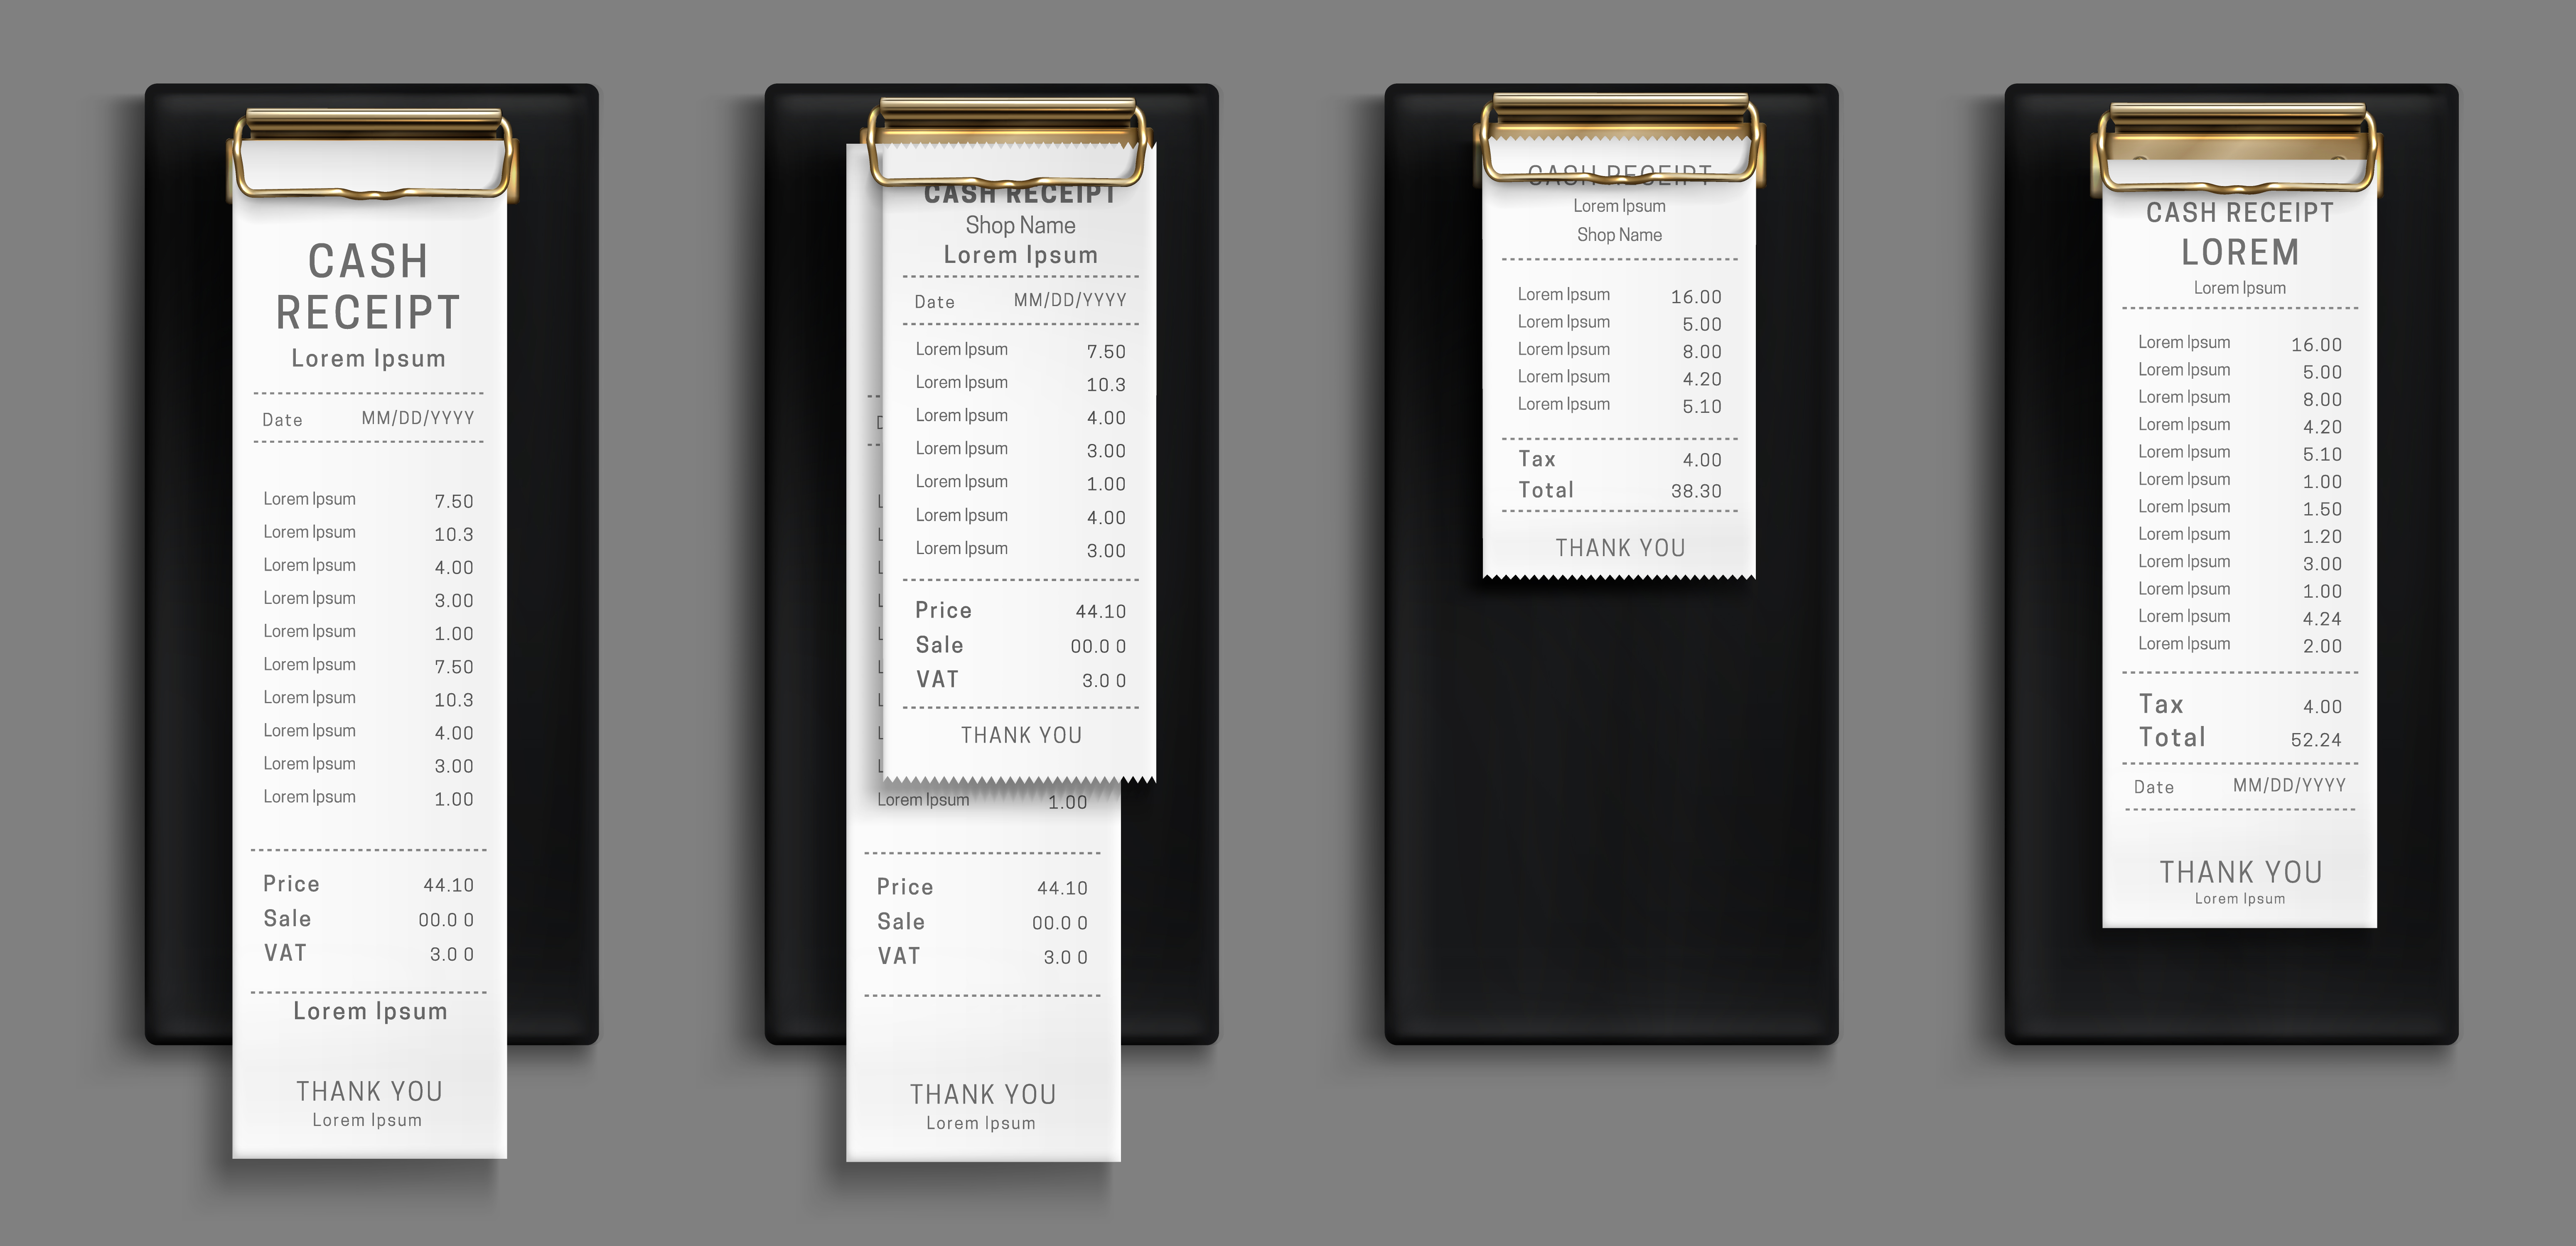 CASH
RECEIPT
Lorem Ipsum
Date MM/DD/YYYY
Lorem Ipsum 7.50
Lorem Ipsum 10.3
Lorem Ipsum 4.00
Lorem Ipsum 3.00
Lorem Ipsum 1.00
Lorem Ipsum 7.50
Lorem Ipsum 10.3
Lorem Ipsum 4.00
Lorem Ipsum 3.00
Lorem Ipsum 1.00
Price 44.10
Sale 00.0 0
VAT 3.0 0
Lorem Ipsum
THANK YOU
Lorem Ipsum
CASH RECEIPT
Shop Name
Lorem Ipsum
Date MM/DD/YYYY
Lorem Ipsum 7.50
Lorem Ipsum 10.3
Lorem Ipsum 4.00
Lorem Ipsum 3.00
Lorem Ipsum 1.00
Lorem Ipsum 4.00
Lorem Ipsum 3.00
Price 44.10
Sale 00.0 0
VAT 3.0 0
THANK YOU
Lorem Ipsum 1.00
Price 44.10
Sale 00.0 0
VAT 3.0 0
THANK YOU
Lorem Ipsum
CASH RECEIPT
Lorem Ipsum
Shop Name
Lorem Ipsum 16.00
Lorem Ipsum 5.00
Lorem Ipsum 8.00
Lorem Ipsum 4.20
Lorem Ipsum 5.10
Tax 4.00
Total 38.30
THANK YOU
CASH RECEIPT
LOREM
Lorem Ipsum
Lorem Ipsum 16.00
Lorem Ipsum 5.00
Lorem Ipsum 8.00
Lorem Ipsum 4.20
Lorem Ipsum 5.10
Lorem Ipsum 1.00
Lorem Ipsum 1.50
Lorem Ipsum 1.20
Lorem Ipsum 3.00
Lorem Ipsum 1.00
Lorem Ipsum 4.24
Lorem Ipsum 2.00
Tax 4.00
Total 52.24
Date MM/DD/YYYY
THANK YOU
Lorem Ipsum